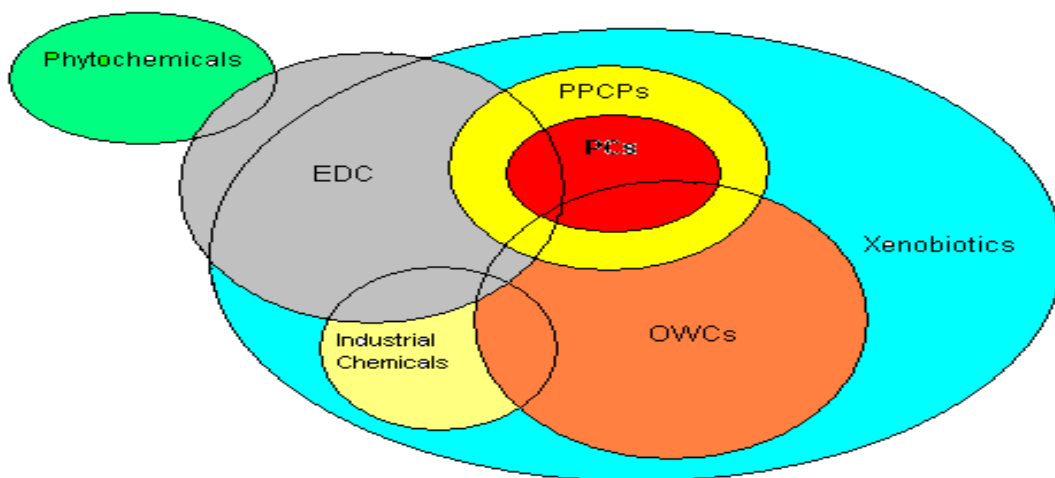 Phytochemicals
PPCPs
PCs
EDC
Xenobiotics
OWCs
Industrial
Chemicals